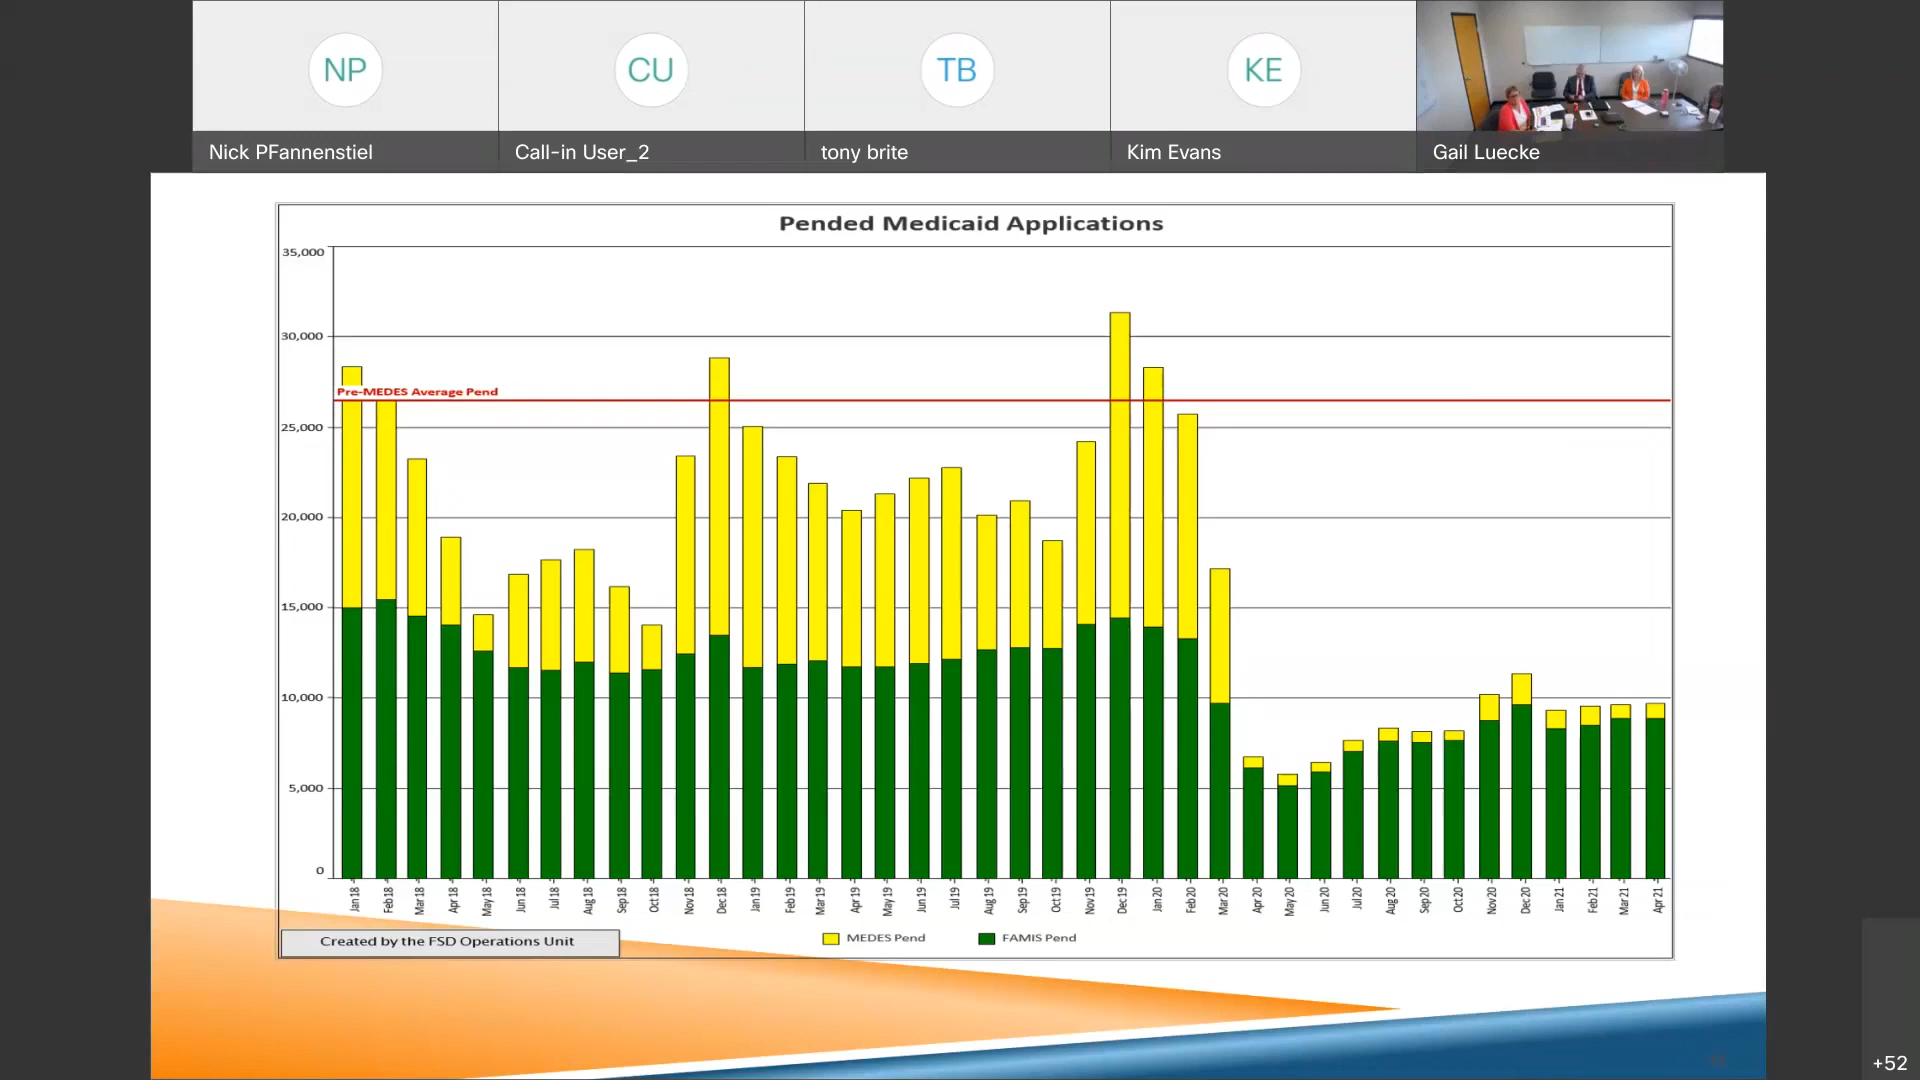 NP
CU
TB
KE
Nick PFannenstiel
Call-in User_2
tony brite
Kim Evans
Gail Luecke
Pended Medicaid Applications
35,000
30,000
Pre-MEDES Average Pend
25,000
20,000
15,000
10,000
5,000
0
Jan 18
Feb 18
Mar 18
Apr 18
May 18
Jun 18
Jul 18
Aug 18
Sep 18
Oct 18
Nov 18
Dec 18
Jan 19
Feb 19
Mar 19
Apr 19
May 19
Jun 19
Jul 19
Aug 19
Sep 19
Oct 19
Nov 19
Dec 19
Jan 20
Feb 20
Mar 20
Apr 20
May 20
Jun 20
Jul 20
Aug 20
Sep 20
Oct 20
Nov 20
Dec 20
Jan 21
Feb 21
Mar 21
Apr 21
Created by the FSD Operations Unit
MEDES Pend
FAMIS Pend
+52